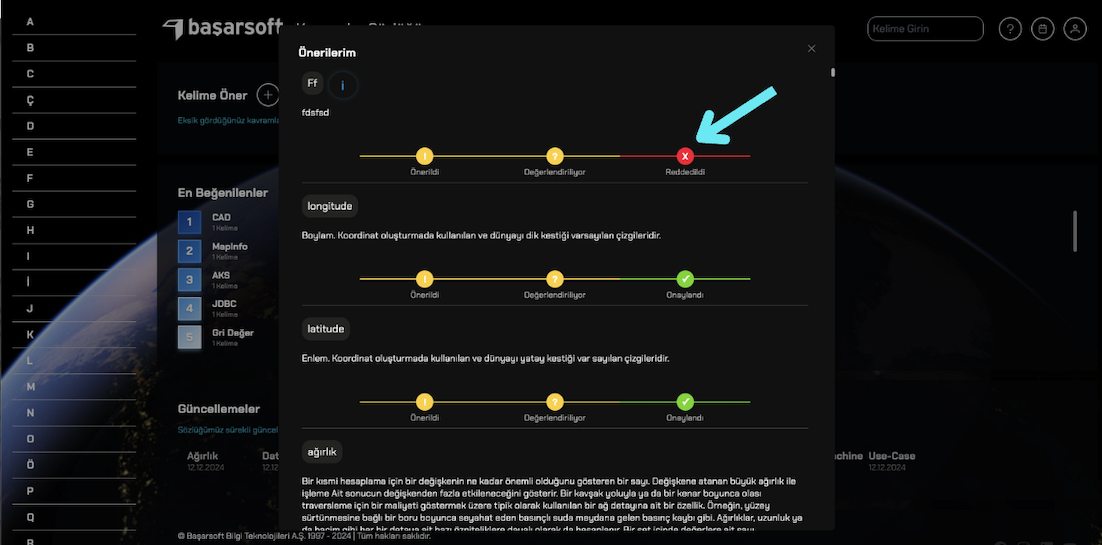 A
B
C
Ç
D
E
F
G
H
I
İ
J
K
L
M
N
O
Ö
P
Q
R
başarsoft
Kelime Girin
?
Kelime Öner
+
Eksik gördüğünüz kavramla
En Beğenilenler
1
CAD
1 Kelime
2
MapInfo
1 Kelime
3
AKS
1 Kelime
4
JDBC
1 Kelime
5
Gri Değer
1 Kelime
Güncellemeler
Sözlüğümüz sürekli güncel
Ağırlık
12.12.2024
Dat
12.12.2024
chine
Use-Case
12.12.2024
Önerilerim
Ff
i
fdsfsd
!
?
X
Önerildi
Değerlendiriliyor
Reddedildi
longitude
Boylam. Koordinat oluşturmada kullanılan ve dünyayı dik kestiği varsayılan çizgileridir.
!
?
✓
Önerildi
Değerlendiriliyor
Onaylandı
latitude
Enlem. Koordinat oluşturmada kullanılan ve dünyayı yatay kestiği var sayılan çizgileridir.
!
?
✓
Önerildi
Değerlendiriliyor
Onaylandı
ağırlık
Bir kısmi hesaplama için bir değişkenin ne kadar önemli olduğunu gösteren bir sayı. Değişkene atanan büyük ağırlık ile
işleme Ait sonucun değişkenden fazla etkileneceğini gösterir. Bir kavşak yoluyla ya da bir kenar boyunca olası
traversleme için bir maliyeti göstermek üzere tipik olarak kullanılan bir ağ detayına ait bir özellik. Örneğin, yüzey
sürtünmesine bağlı bir boru boyunca seyahat eden basınçlı suda meydana gelen basınç kaybı gibi. Ağırlıklar, uzunluk ya
© Başarsoft Bilgi Teknolojileri A.Ş. 1997 - 2024 | Tüm hakları saklıdır.